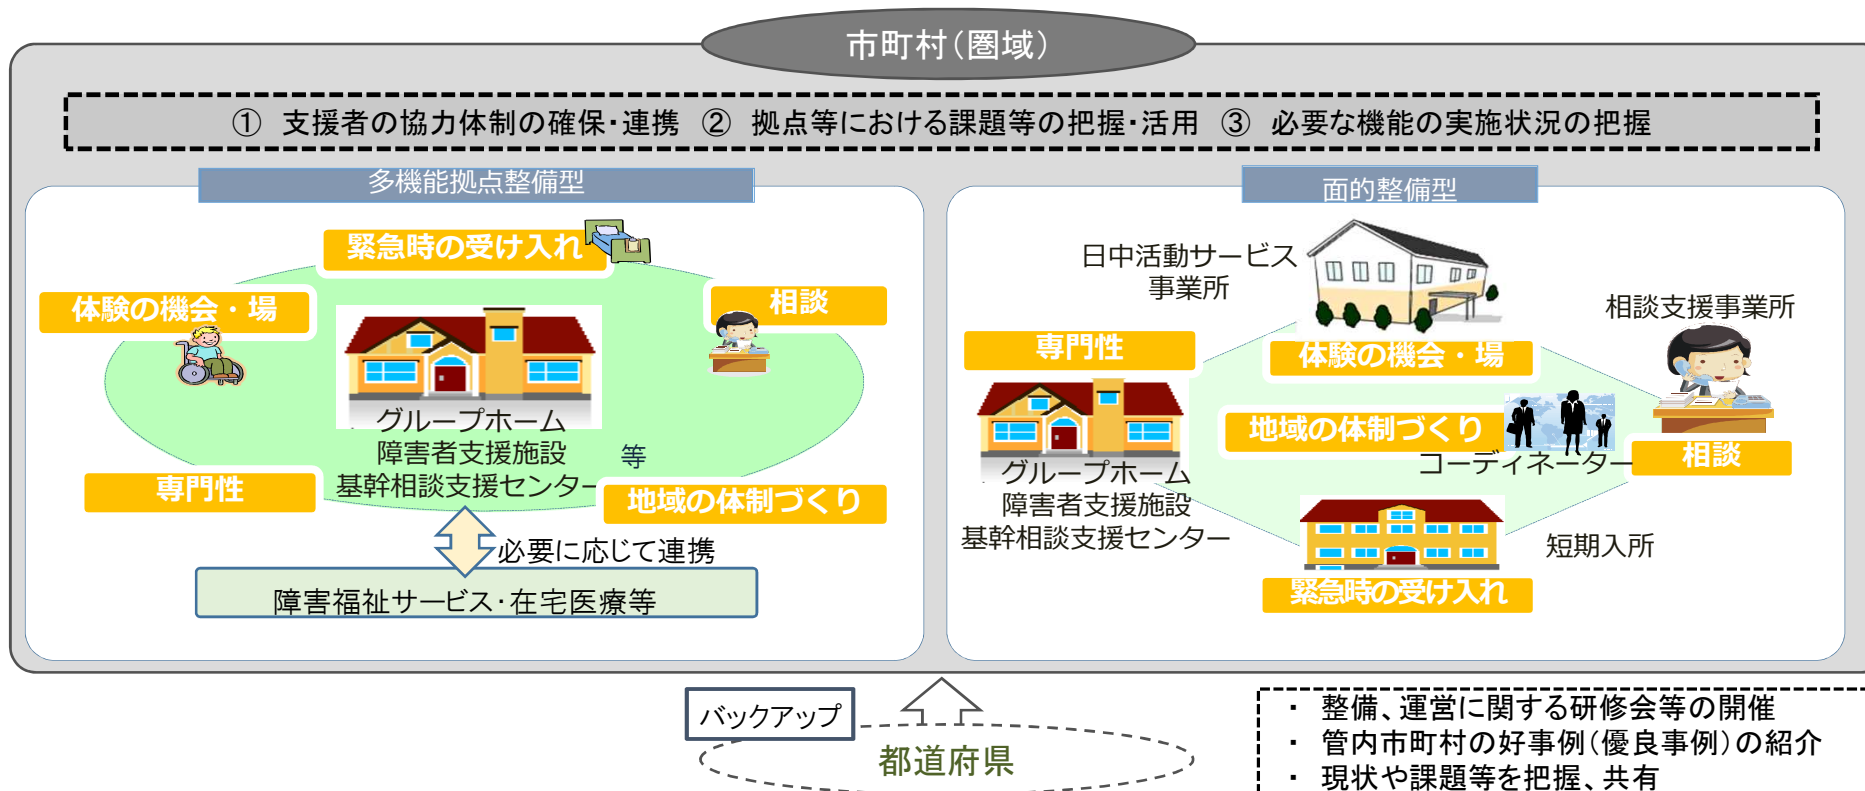 市町村（圏域）
① 支援者の協力体制の確保・連携 ② 拠点等における課題等の把握・活用 ③ 必要な機能の実施状況の把握
多機能拠点整備型
緊急時の受け入れ
体験の機会・場
相談
グループホーム
障害者支援施設 等
基幹相談支援センター
専門性
地域の体制づくり
必要に応じて連携
障害福祉サービス・在宅医療等
面的整備型
日中活動サービス
事業所
相談支援事業所
専門性
体験の機会・場
地域の体制づくり
コーディネーター
相談
グループホーム
障害者支援施設
基幹相談支援センター
短期入所
緊急時の受け入れ
バックアップ
都道府県
・ 整備、運営に関する研修会等の開催
・ 管内市町村の好事例（優良事例）の紹介
・ 現状や課題等を把握、共有